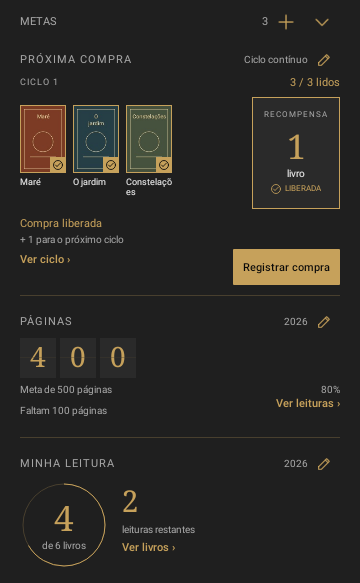 METAS 3
PRÓXIMA COMPRA Ciclo contínuo
CICLO 1 3 / 3 lidos
Maré
O
jardim
Constelações
RECOMPENSA
1
livro
LIBERADA
Maré
O jardim
Constelaçõ
es
Compra liberada
+ 1 para o próximo ciclo
Ver ciclo ›
Registrar compra
PÁGINAS 2026
4 0 0
Meta de 500 páginas 80%
Ver leituras ›
Faltam 100 páginas
MINHA LEITURA 2026
4
de 6 livros
2
leituras restantes
Ver livros ›